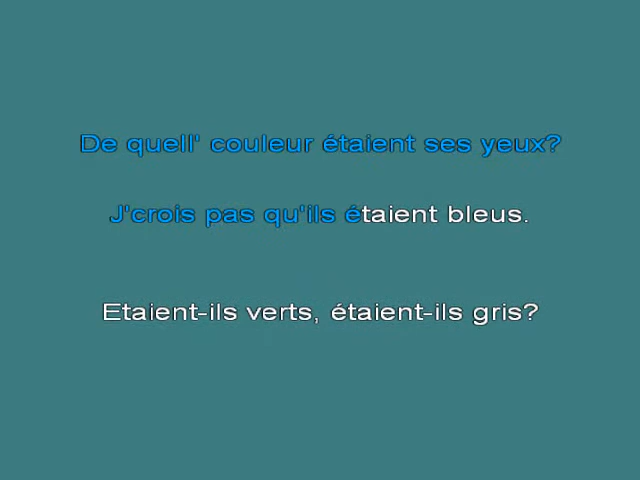 De quell' couleur étaient ses yeux?
J'crois pas qu'ils étaient bleus.
Etaient-ils verts, étaient-ils gris?